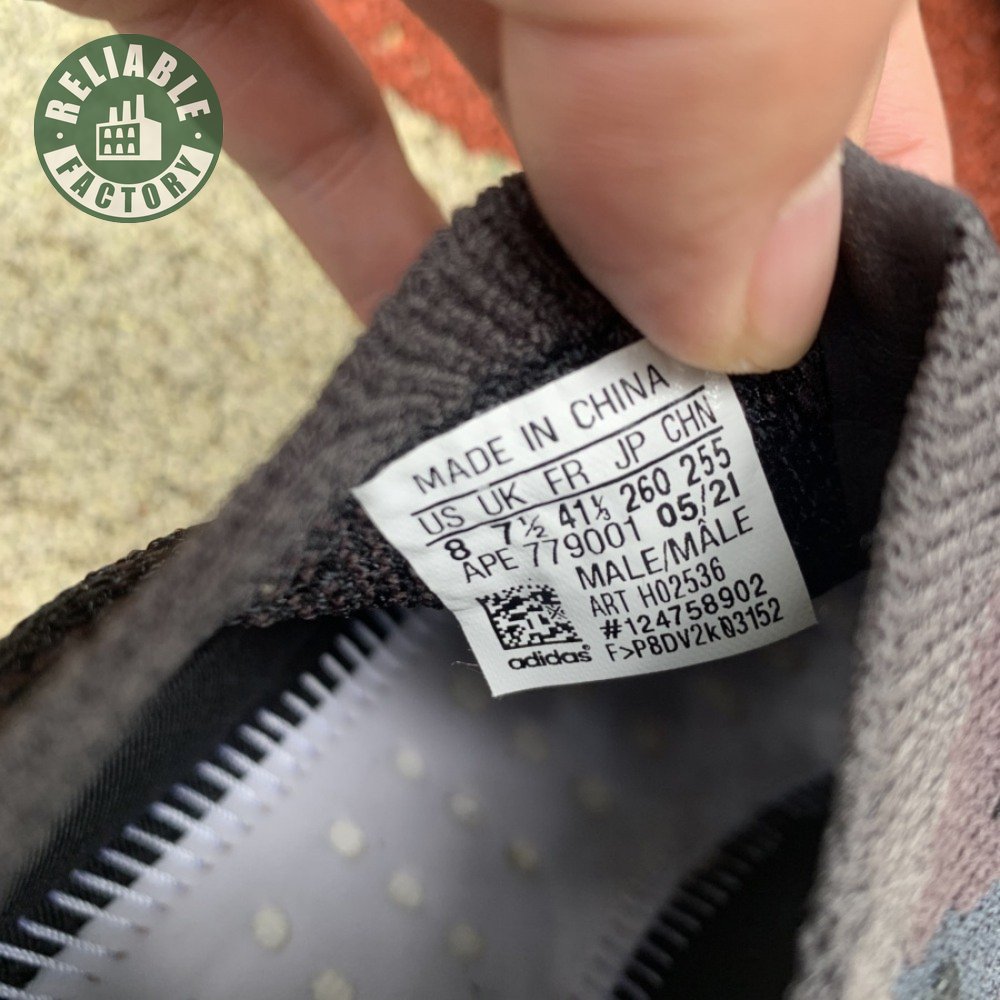 RELIABLE
FACTORY
MADE IN CHINA
US UK FR JP CHN
8 7½ 41⅓ 260 255
APE 779001 05/21
MALE/MÂLE
ART H02536
#124758902
F>P8DV2kQ3152
adidas®